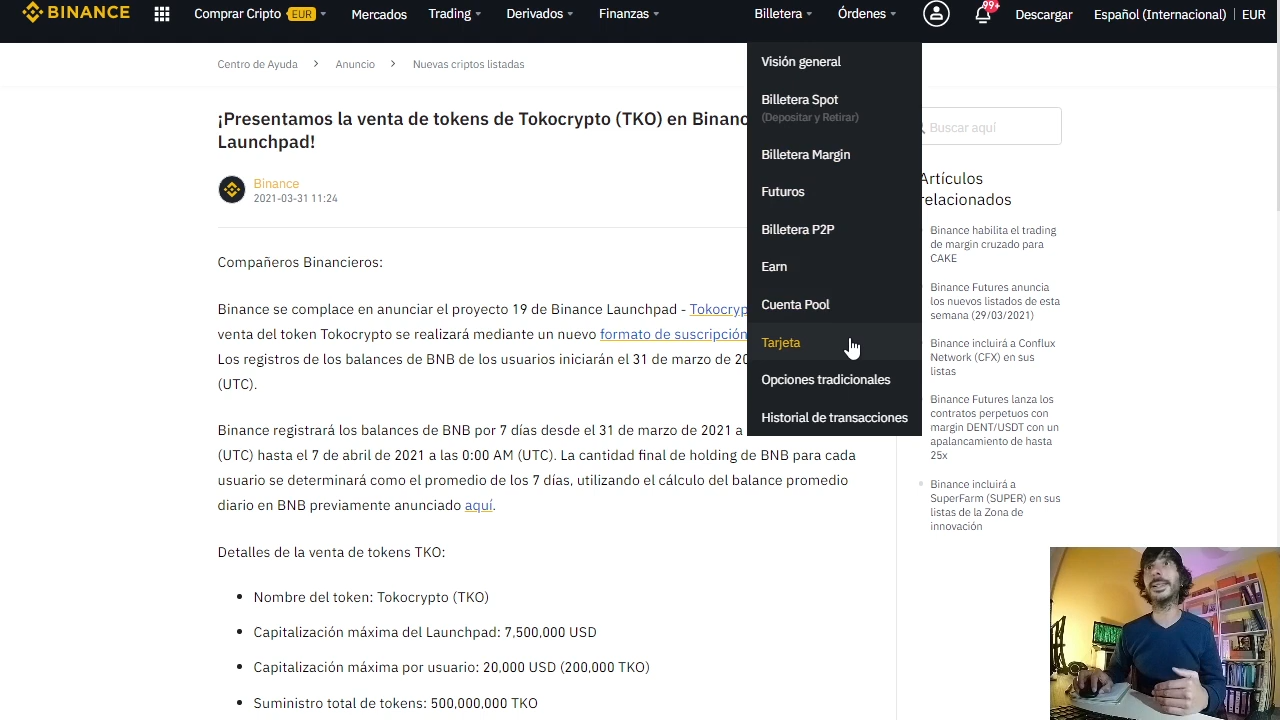 BINANCE
Comprar Cripto EUR
Mercados
Trading
Derivados
Finanzas
Billetera
Órdenes
99+
Descargar
Español (Internacional)
EUR
Centro de Ayuda > Anuncio > Nuevas criptos listadas
¡Presentamos la venta de tokens de Tokocrypto (TKO) en Binanc
Launchpad!
Binance
2021-03-31 11:24
Compañeros Binancieros:
Binance se complace en anunciar el proyecto 19 de Binance Launchpad - Tokocryp
venta del token Tokocrypto se realizará mediante un nuevo formato de suscripción
Los registros de los balances de BNB de los usuarios iniciarán el 31 de marzo de 20
(UTC).
Binance registrará los balances de BNB por 7 días desde el 31 de marzo de 2021 a
(UTC) hasta el 7 de abril de 2021 a las 0:00 AM (UTC). La cantidad final de holding de BNB para cada
usuario se determinará como el promedio de los 7 días, utilizando el cálculo del balance promedio
diario en BNB previamente anunciado aquí.
Detalles de la venta de tokens TKO:
Nombre del token: Tokocrypto (TKO)
Capitalización máxima del Launchpad: 7,500,000 USD
Capitalización máxima por usuario: 20,000 USD (200,000 TKO)
Suministro total de tokens: 500,000,000 TKO
Visión general
Billetera Spot
(Depositar y Retirar)
Billetera Margin
Futuros
Billetera P2P
Earn
Cuenta Pool
Tarjeta
Opciones tradicionales
Historial de transacciones
Buscar aquí
Artículos
relacionados
Binance habilita el trading
de margin cruzado para
CAKE
Binance Futures anuncia
los nuevos listados de esta
semana (29/03/2021)
Binance incluirá a Conflux
Network (CFX) en sus
listas
Binance Futures lanza los
contratos perpetuos con
margin DENT/USDT con un
apalancamiento de hasta
25x
Binance incluirá a
SuperFarm (SUPER) en sus
listas de la Zona de
innovación